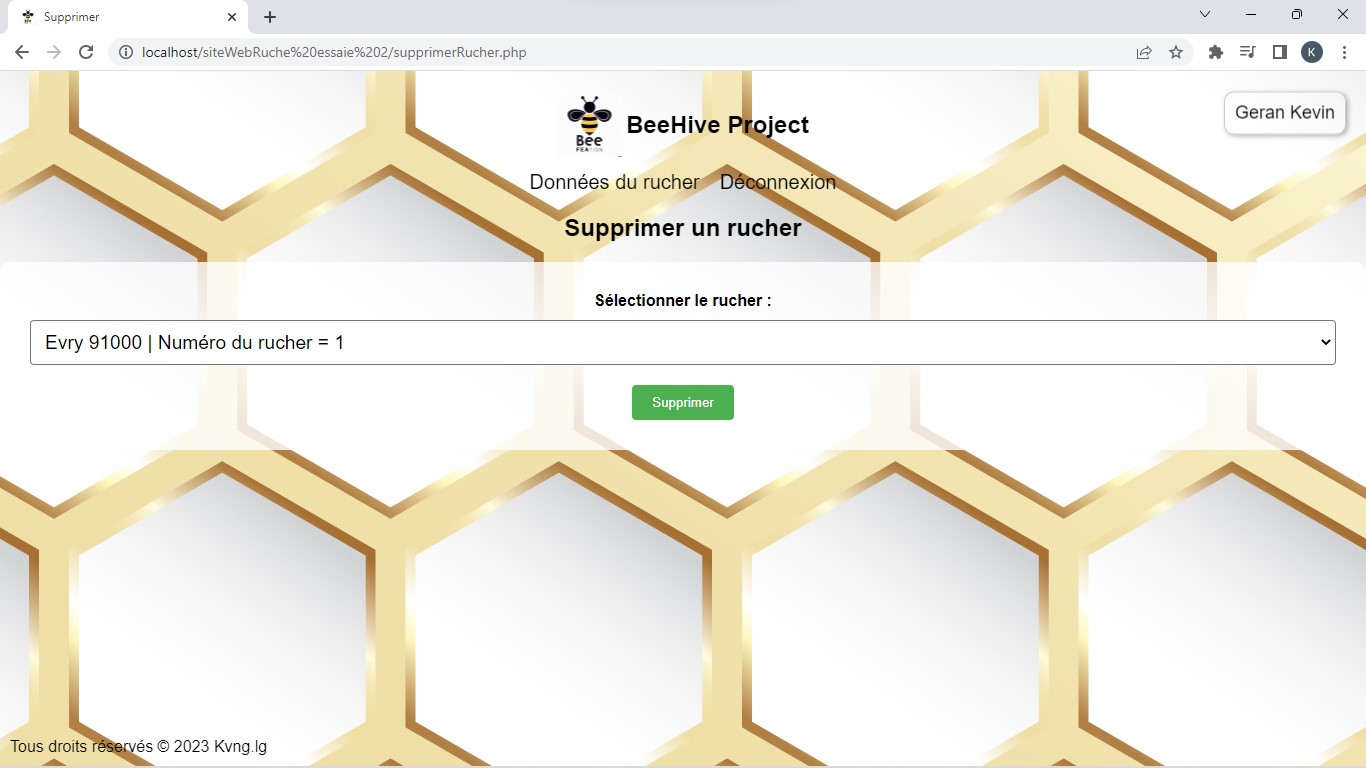 Supprimer
localhost/siteWebRuche%20essaie%202/supprimerRucher.php
K
Bee
FEATION
BeeHive Project
Geran Kevin
Données du rucher Déconnexion
Supprimer un rucher
Sélectionner le rucher :
Evry 91000 | Numéro du rucher = 1
Supprimer
Tous droits réservés © 2023 Kvng.lg